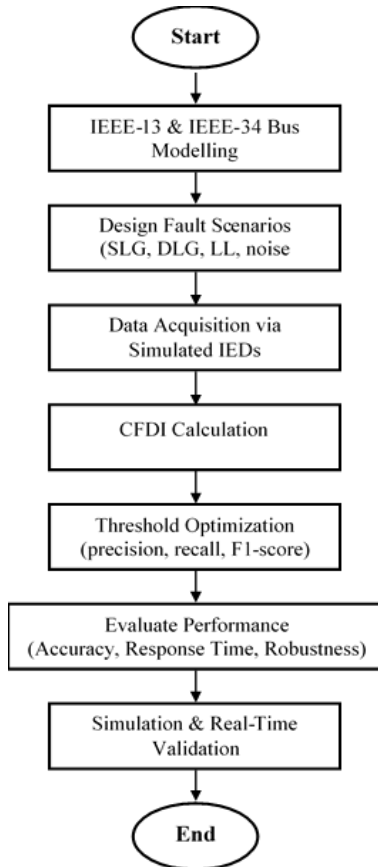 Start
IEEE-13 & IEEE-34 Bus
Modelling
Design Fault Scenarios
(SLG, DLG, LL, noise
Data Acquisition via
Simulated IEDs
CFDI Calculation
Threshold Optimization
(precision, recall, F1-score)
Evaluate Performance
(Accuracy, Response Time, Robustness)
Simulation & Real-Time
Validation
End